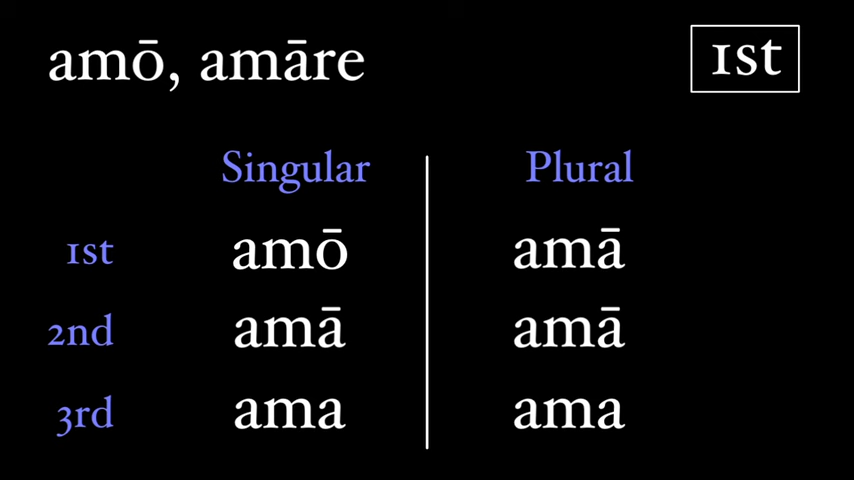 amō, amāre 1st
Singular Plural
1st amō amā
2nd amā amā
3rd ama ama